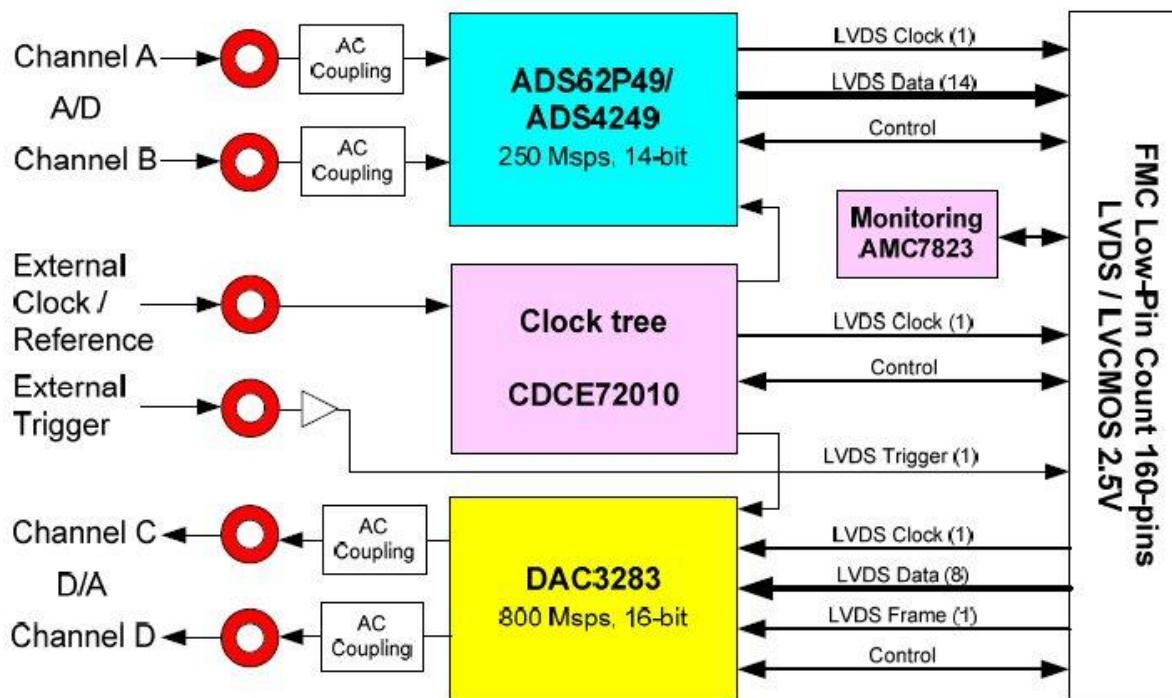 Channel A
A/D
Channel B
AC
Coupling
AC
Coupling
ADS62P49/
ADS4249
250 Msps, 14-bit
LVDS Clock (1)
LVDS Data (14)
Control
Monitoring
AMC7823
External
Clock /
Reference
External
Trigger
Clock tree
CDCE72010
LVDS Clock (1)
Control
LVDS Trigger (1)
Channel C
D/A
Channel D
AC
Coupling
AC
Coupling
DAC3283
800 Msps, 16-bit
LVDS Clock (1)
LVDS Data (8)
LVDS Frame (1)
Control
FMC Low-Pin Count 160-pins
LVDS / LVCMOS 2.5V